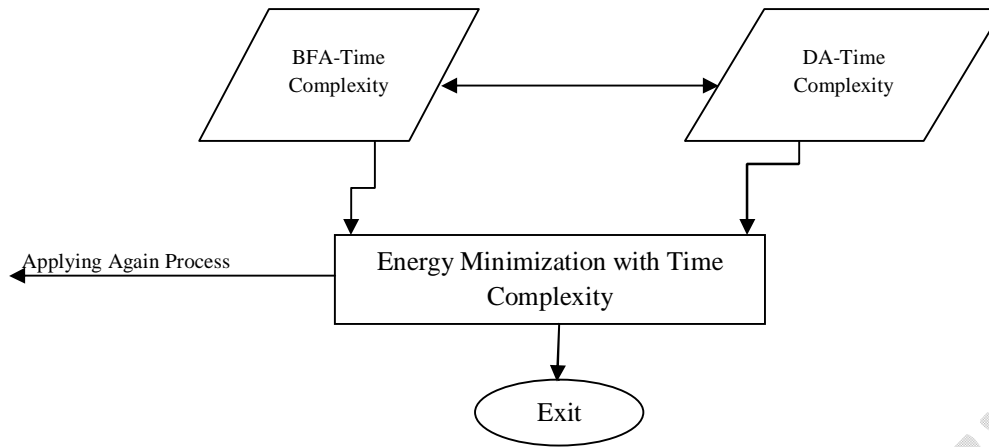 BFA-Time
Complexity
DA-Time
Complexity
Applying Again Process
Energy Minimization with Time
Complexity
Exit